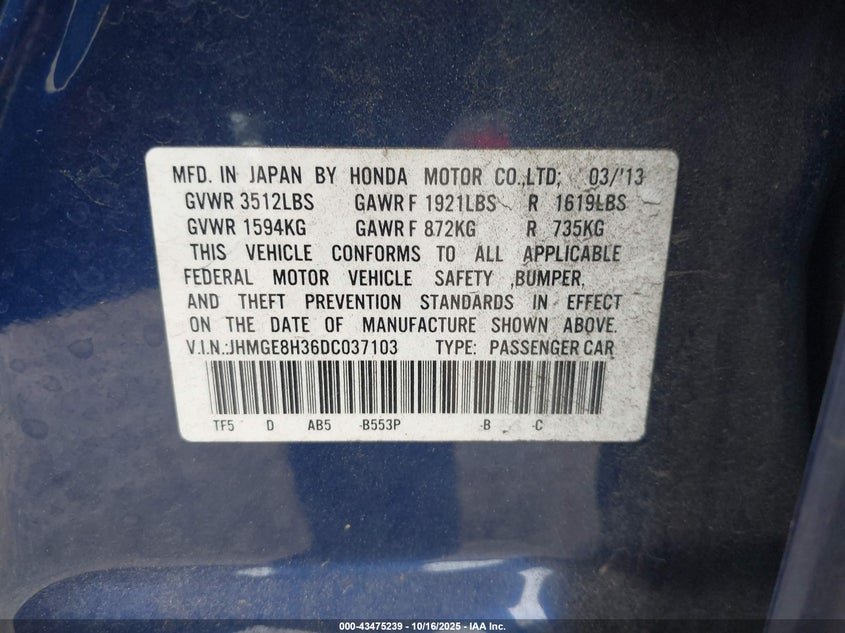 MFD. IN JAPAN BY HONDA MOTOR CO.,LTD; 03/'13
GVWR 3512LBS GAWR F 1921LBS R 1619LBS
GVWR 1594KG GAWR F 872KG R 735KG
THIS VEHICLE CONFORMS TO ALL APPLICABLE
FEDERAL MOTOR VEHICLE SAFETY ,BUMPER,
AND THEFT PREVENTION STANDARDS IN EFFECT
ON THE DATE OF MANUFACTURE SHOWN ABOVE.
V.I.N.:JHMGE8H36DC037103 TYPE: PASSENGER CAR
TF5 D AB5 -B553P -B -C
000-43475239 - 10/16/2025 - IAA Inc.